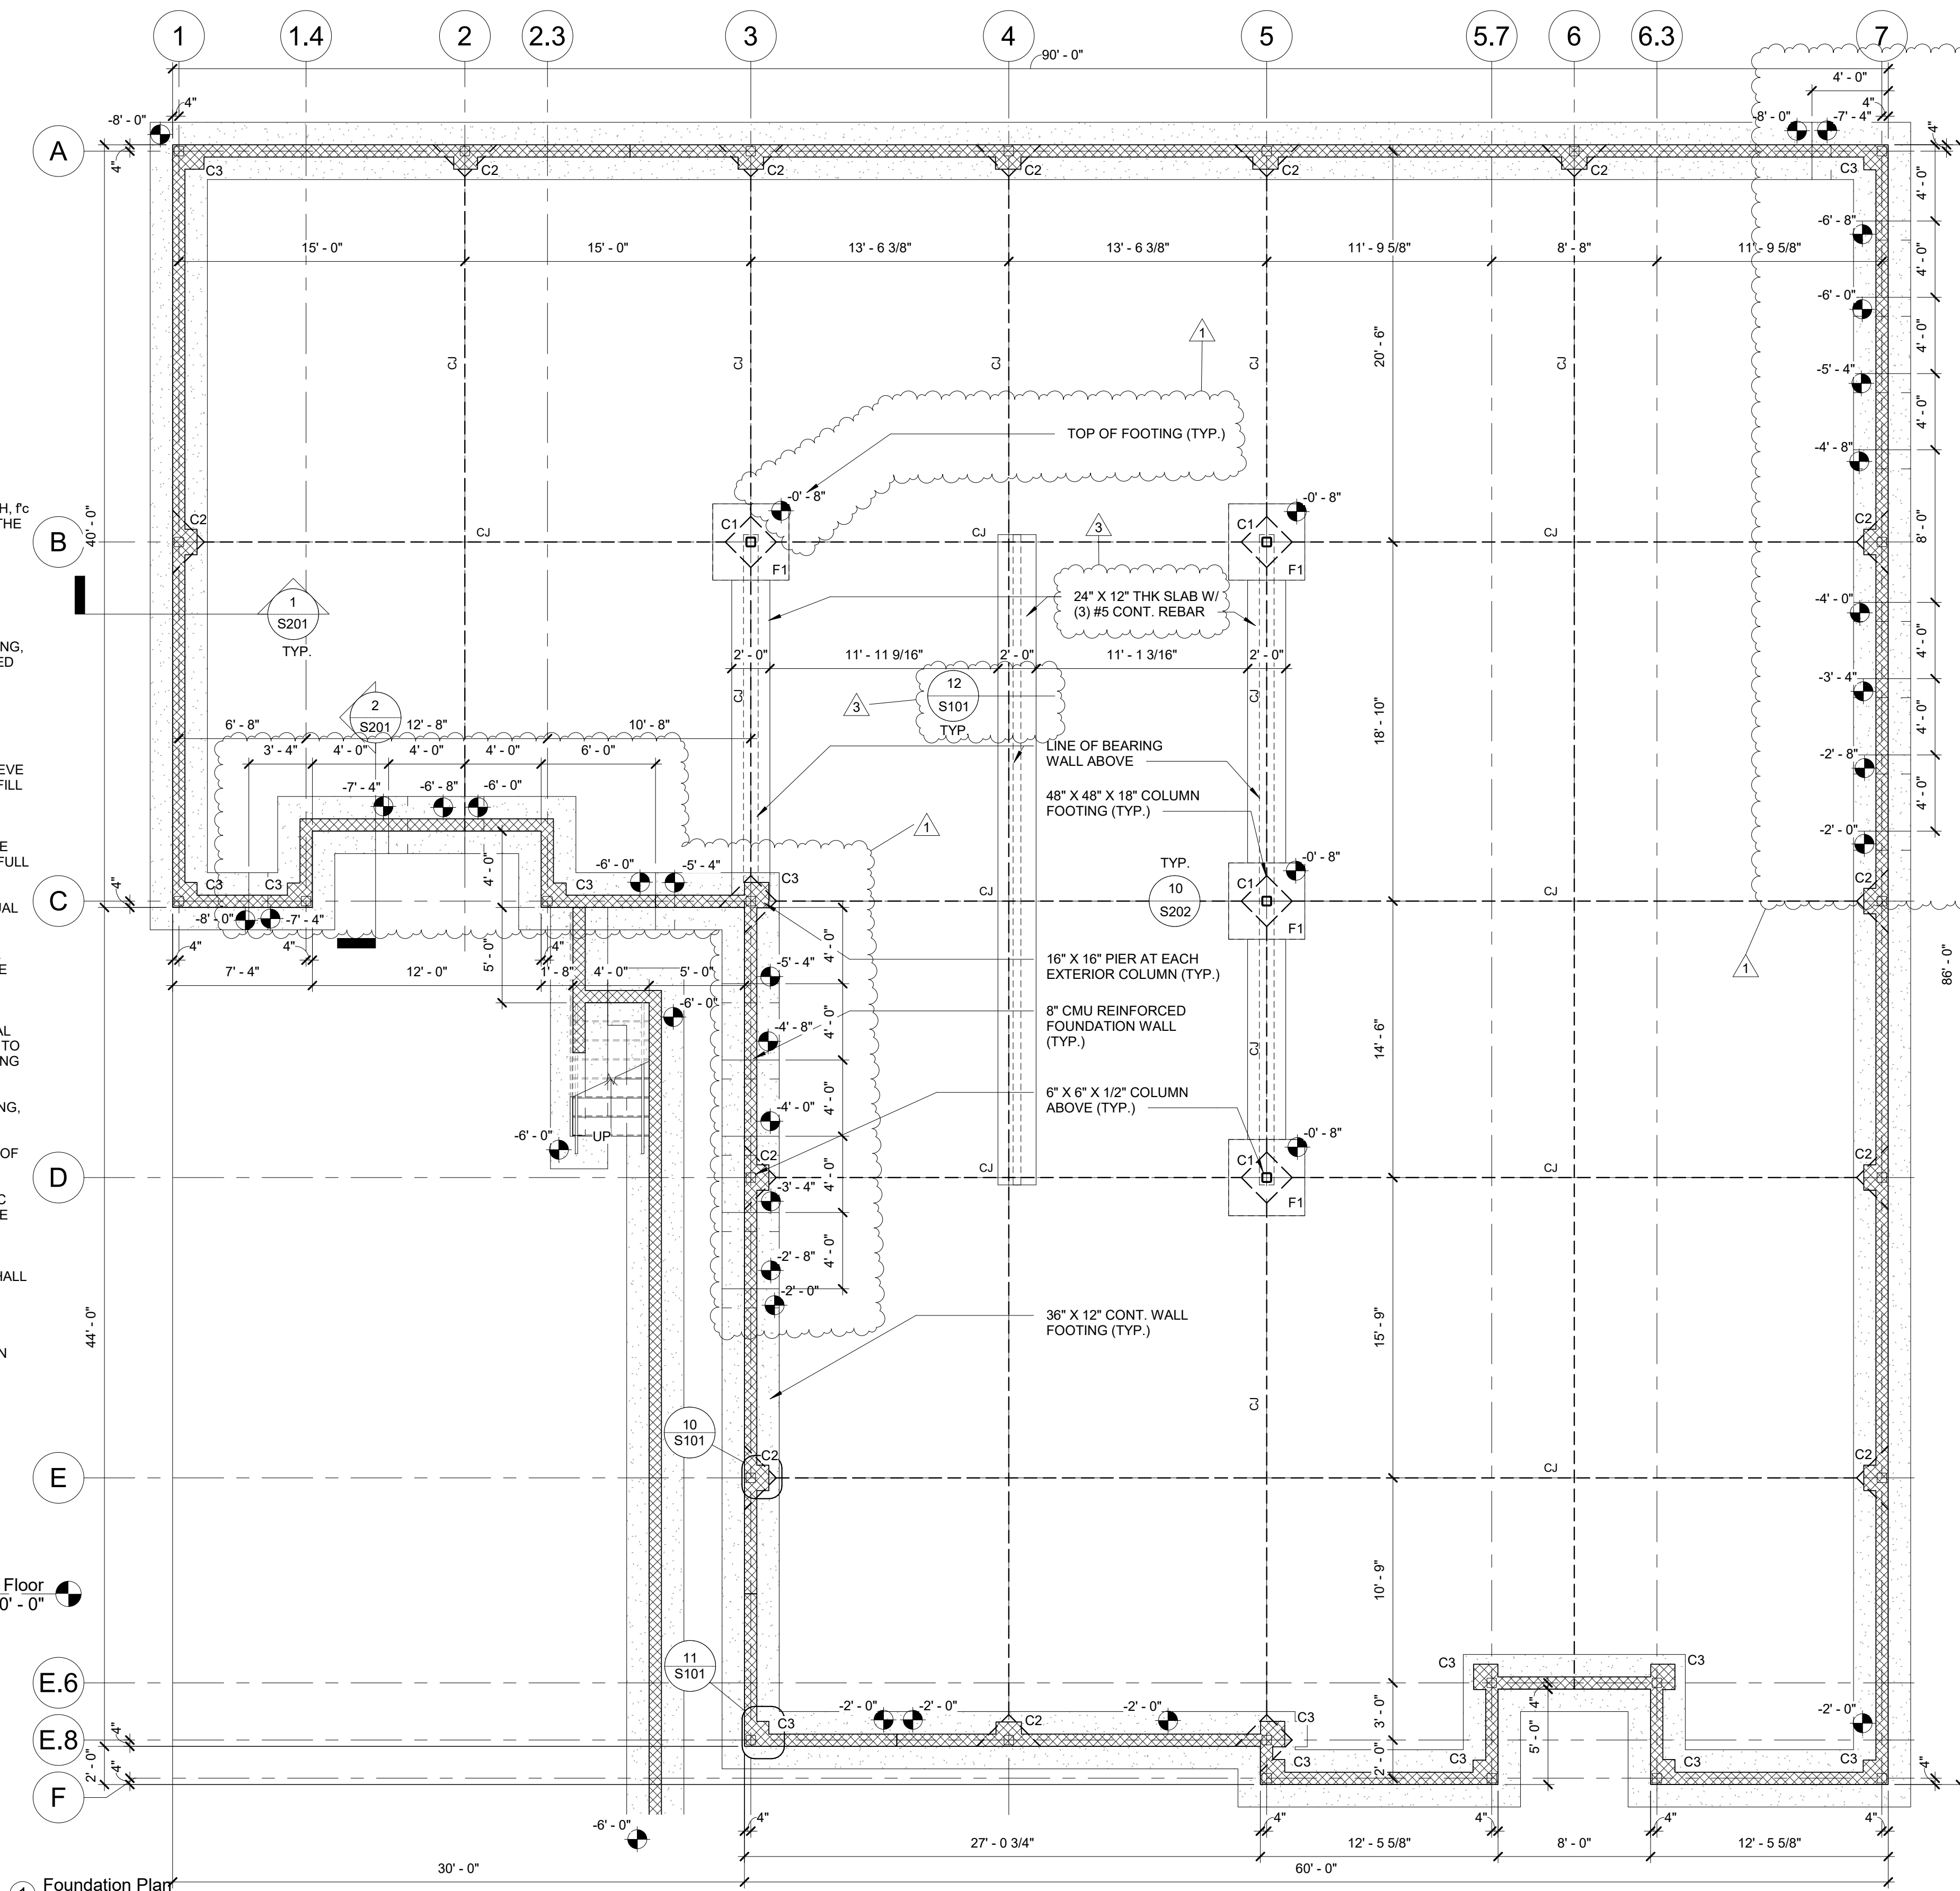 1
1.4
2
2.3
3
4
5
5.7
6
6.3
7
90' - 0"
4' - 0"
4"
4"
-8' - 0"
-8' - 0"
-7' - 4"
A
4"
4"
C3
C2
C2
C2
C2
C2
C3
4' - 0"
-6' - 8"
15' - 0"
15' - 0"
13' - 6 3/8"
13' - 6 3/8"
11' - 9 5/8"
8' - 8"
11' - 9 5/8"
4' - 0"
-6' - 0"
1
4' - 0"
CJ
CJ
CJ
CJ
CJ
20' - 6"
-5' - 4"
4' - 0"
TOP OF FOOTING (TYP.)
-4' - 8"
H, f'c
THE
40' - 0"
-0' - 8"
-0' - 8"
C2
C1
C1
C2
B
CJ
CJ
CJ
3
8' - 0"
F1
F1
1
S201
TYP.
24" X 12" THK SLAB W/
(3) #5 CONT. REBAR
-4' - 0"
NG,
ED
4' - 0"
2' - 0"
11' - 11 9/16"
2' - 0"
11' - 1 3/16"
2' - 0"
12
S101
TYP.
3
CJ
CJ
-3' - 4"
2
S201
6' - 8"
12' - 8"
10' - 8"
18' - 10"
4' - 0"
3' - 4"
4' - 0"
4' - 0"
4' - 0"
6' - 0"
LINE OF BEARING
WALL ABOVE
-2' - 8"
EVE
FILL
-7' - 4"
-6' - 8"
-6' - 0"
48" X 48" X 18" COLUMN
FOOTING (TYP.)
4' - 0"
1
-2' - 0"
E
FULL
4' - 0"
-6' - 0"
-5' - 4"
TYP.
10
S202
-0' - 8"
C3
C3
C3
C3
C1
C2
C
4"
CJ
CJ
F1
UAL
-8' - 0"
-7' - 4"
4"
4"
4"
5' - 0"
4' - 0"
7' - 4"
12' - 0"
1' - 8"
4' - 0"
5' - 0"
-5' - 4"
16" X 16" PIER AT EACH
EXTERIOR COLUMN (TYP.)
1
86' - 0"
E
-6' - 0"
4' - 0"
-4' - 8"
8" CMU REINFORCED
FOUNDATION WALL
(TYP.)
CJ
14' - 6"
AL
TO
NG
4' - 0"
-4' - 0"
6" X 6" X 1/2" COLUMN
ABOVE (TYP.)
NG,
OF
-6' - 0"
UP
-0' - 8"
C2
C1
C2
D
4' - 0"
CJ
CJ
-3' - 4"
F1
C
E
4' - 0"
-2' - 8"
-2' - 0"
HALL
44' - 0"
36" X 12" CONT. WALL
FOOTING (TYP.)
15' - 9"
N
CJ
10
S101
C2
C2
E
CJ
Floor
0' - 0"
10' - 9"
11
S101
C3
C3
E.6
-2' - 0"
-2' - 0"
-2' - 0"
4"
3' - 0"
-2' - 0"
C3
C2
C3
E.8
4"
2' - 0"
4"
C3
C3
C3
C3
2' - 0"
5' - 0"
F
4"
-6' - 0"
4"
4"
4"
4"
4"
27' - 0 3/4"
12' - 5 5/8"
8' - 0"
12' - 5 5/8"
30' - 0"
60' - 0"
1
Foundation Plan